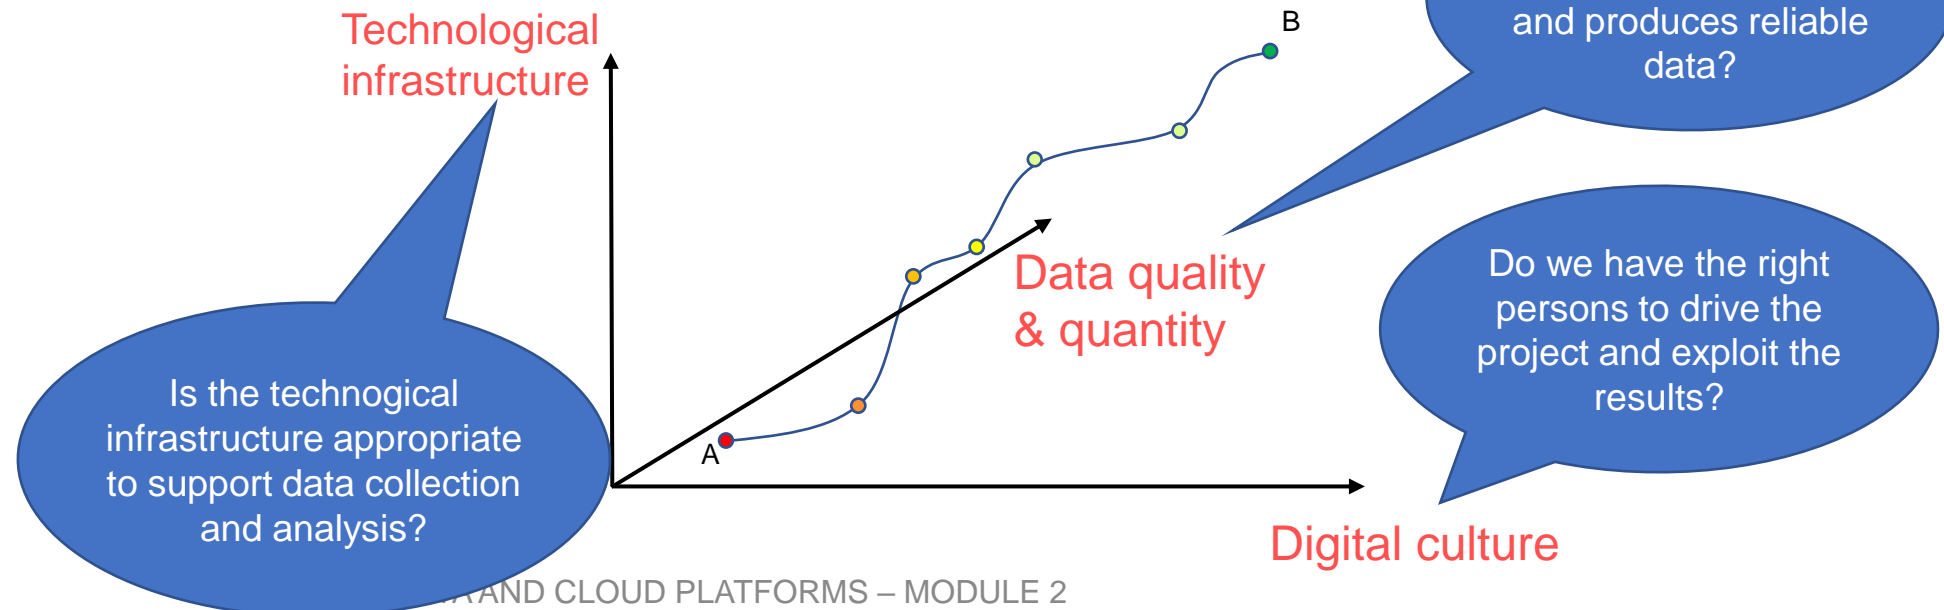 Technological
infrastructure
B
and produces reliable
data?
Do we have the right
persons to drive the
project and exploit the
results?
Data quality
& quantity
Is the technogical
infrastructure appropriate
to support data collection
and analysis?
A
Digital culture
AND CLOUD PLATFORMS – MODULE 2